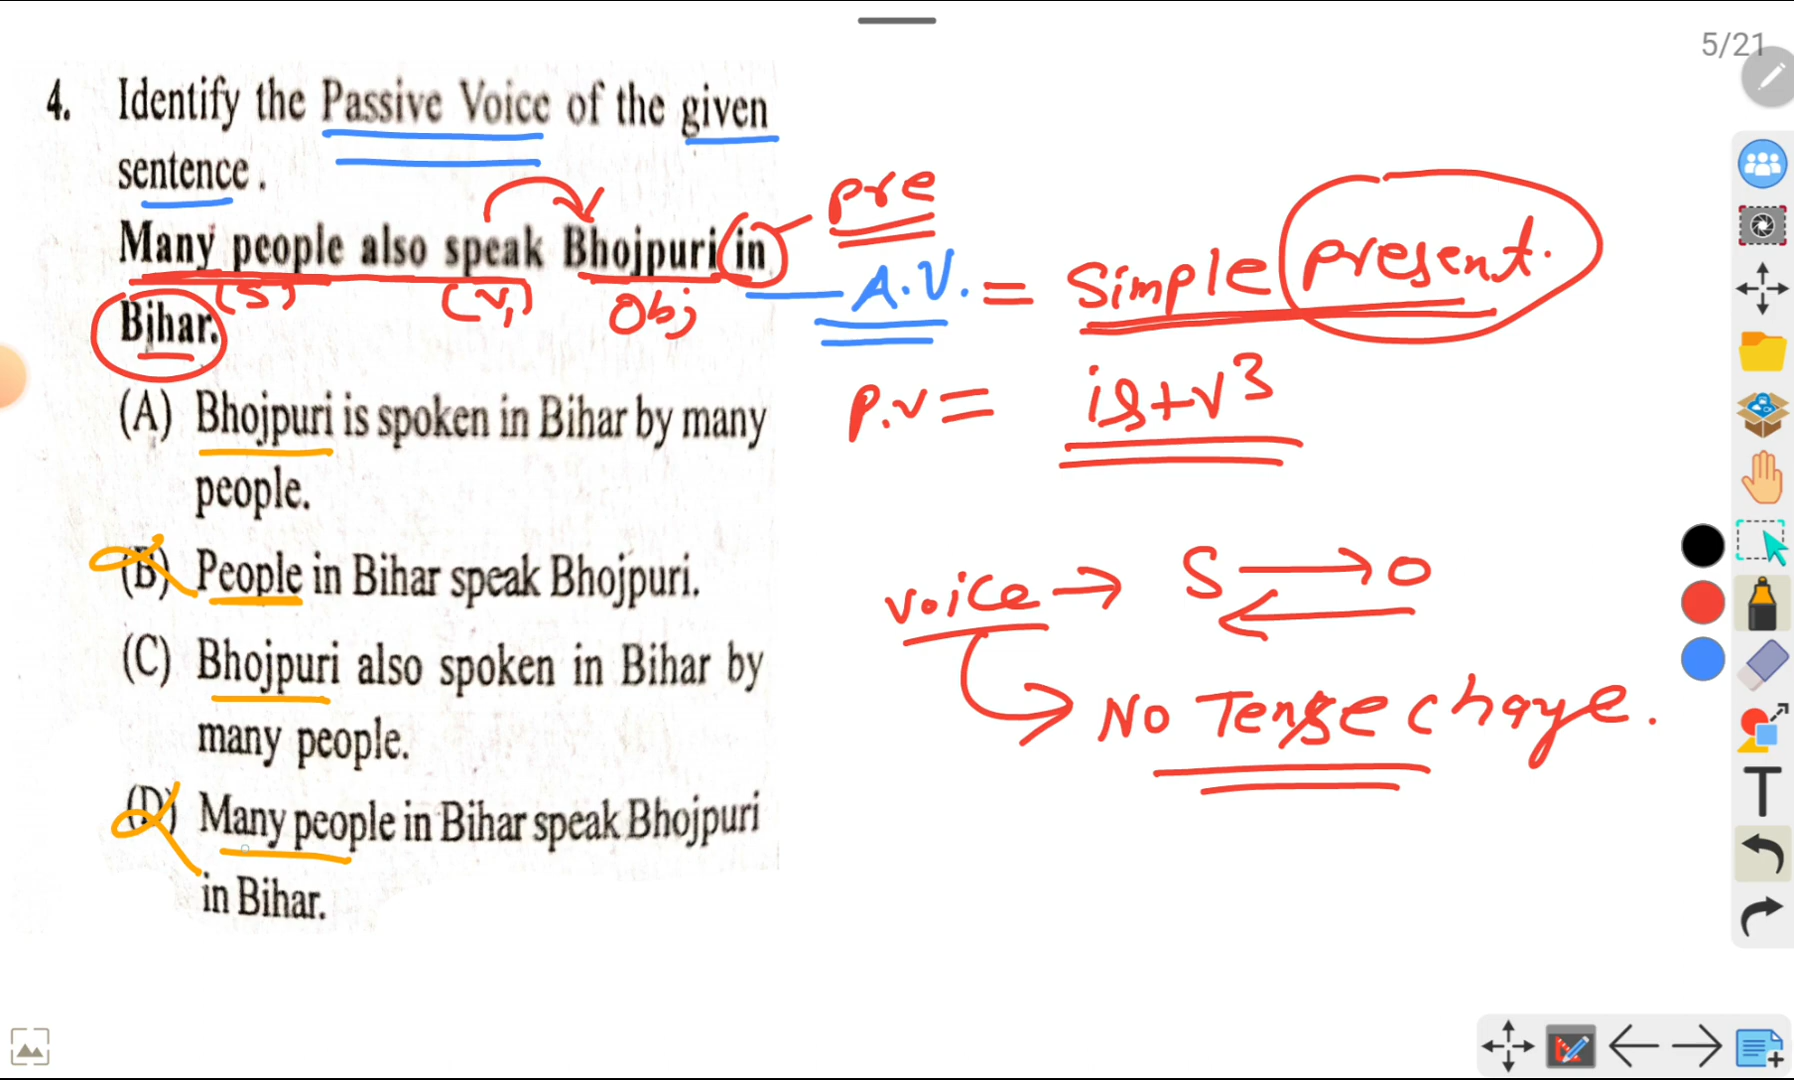 5/21
4. Identify the Passive Voice of the given
sentence.
Many people also speak Bhojpuri in
Bihar.
(S)
(V1)
Obj
pre
A.V. = Simple present.
P.V = is+V3
(A) Bhojpuri is spoken in Bihar by many
people.
(B) People in Bihar speak Bhojpuri.
(C) Bhojpuri also spoken in Bihar by
many people.
(D) Many people in Bihar speak Bhojpuri
in Bihar.
voice → S → O
No Tense change.
T